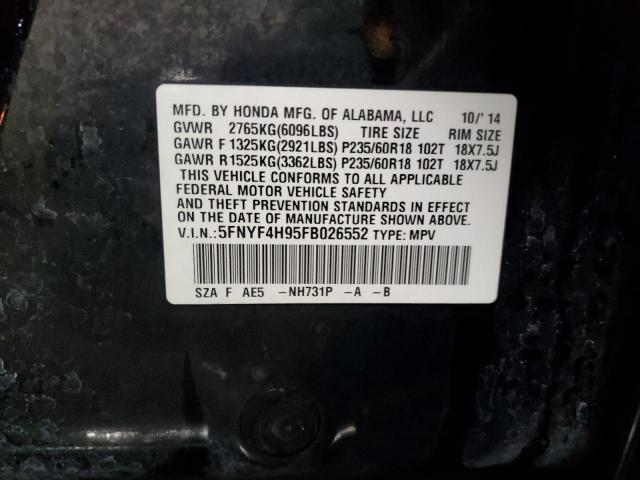 MFD. BY HONDA MFG. OF ALABAMA, LLC 10/' 14
GVWR 2765KG(6096LBS) TIRE SIZE RIM SIZE
GAWR F 1325KG(2921LBS) P235/60R18 102T 18X7.5J
GAWR R 1525KG(3362LBS) P235/60R18 102T 18X7.5J
THIS VEHICLE CONFORMS TO ALL APPLICABLE
FEDERAL MOTOR VEHICLE SAFETY
AND THEFT PREVENTION STANDARDS IN EFFECT
ON THE DATE OF MANUFACTURE SHOWN ABOVE.
V.I.N.: 5FNYF4H95FB026552 TYPE: MPV
SZA F AE5 -NH731P -A -B